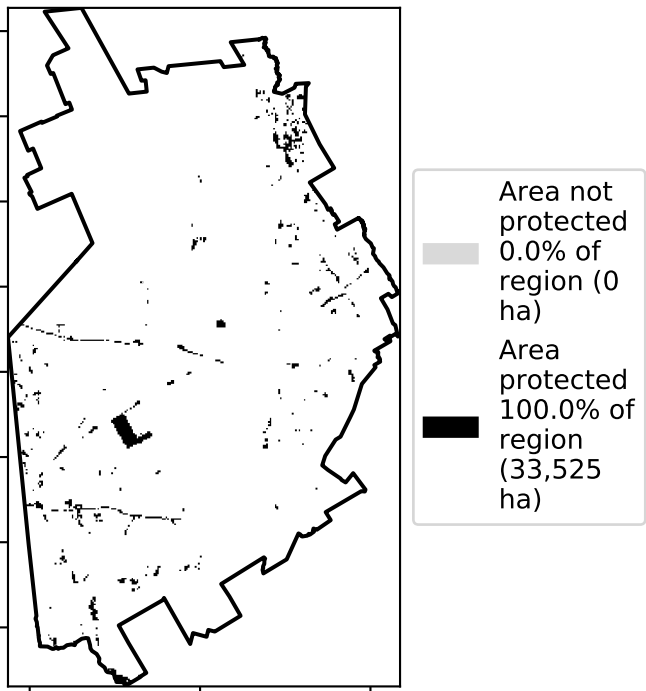 Area not
protected
0.0% of
region (0
ha)
Area
protected
100.0% of
region
(33,525
ha)